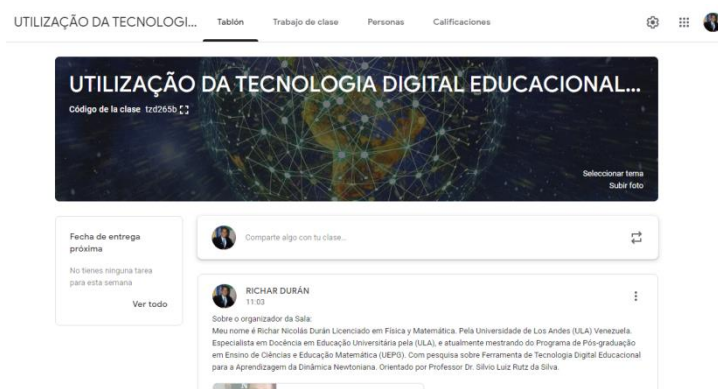 UTILIZAÇÃO DA TECNOLOGI...
Tablón
Trabajo de clase
Personas
Calificaciones
UTILIZAÇÃO DA TECNOLOGIA DIGITAL EDUCACIONAL...
Código de la clase tzd265b
Seleccionar tema
Subir foto
Fecha de entrega
próxima
No tienes ninguna tarea
para esta semana
Ver todo
Comparte algo con tu clase...
RICHAR DURÁN
11:03
Sobre o organizador da Sala:
Meu nome é Richar Nicolás Durán Licenciado em Física y Matemática. Pela Universidade de Los Andes (ULA) Venezuela.
Especialista em Docência em Educação Universitária pela (ULA), e atualmente mestrando do Programa de Pós-graduação
em Ensino de Ciências e Educação Matemática (UEPG). Com pesquisa sobre Ferramenta de Tecnologia Digital Educacional
para a Aprendizagem da Dinâmica Newtoniana. Orientado por Professor Dr. Silvio Luiz Rutz da Silva.